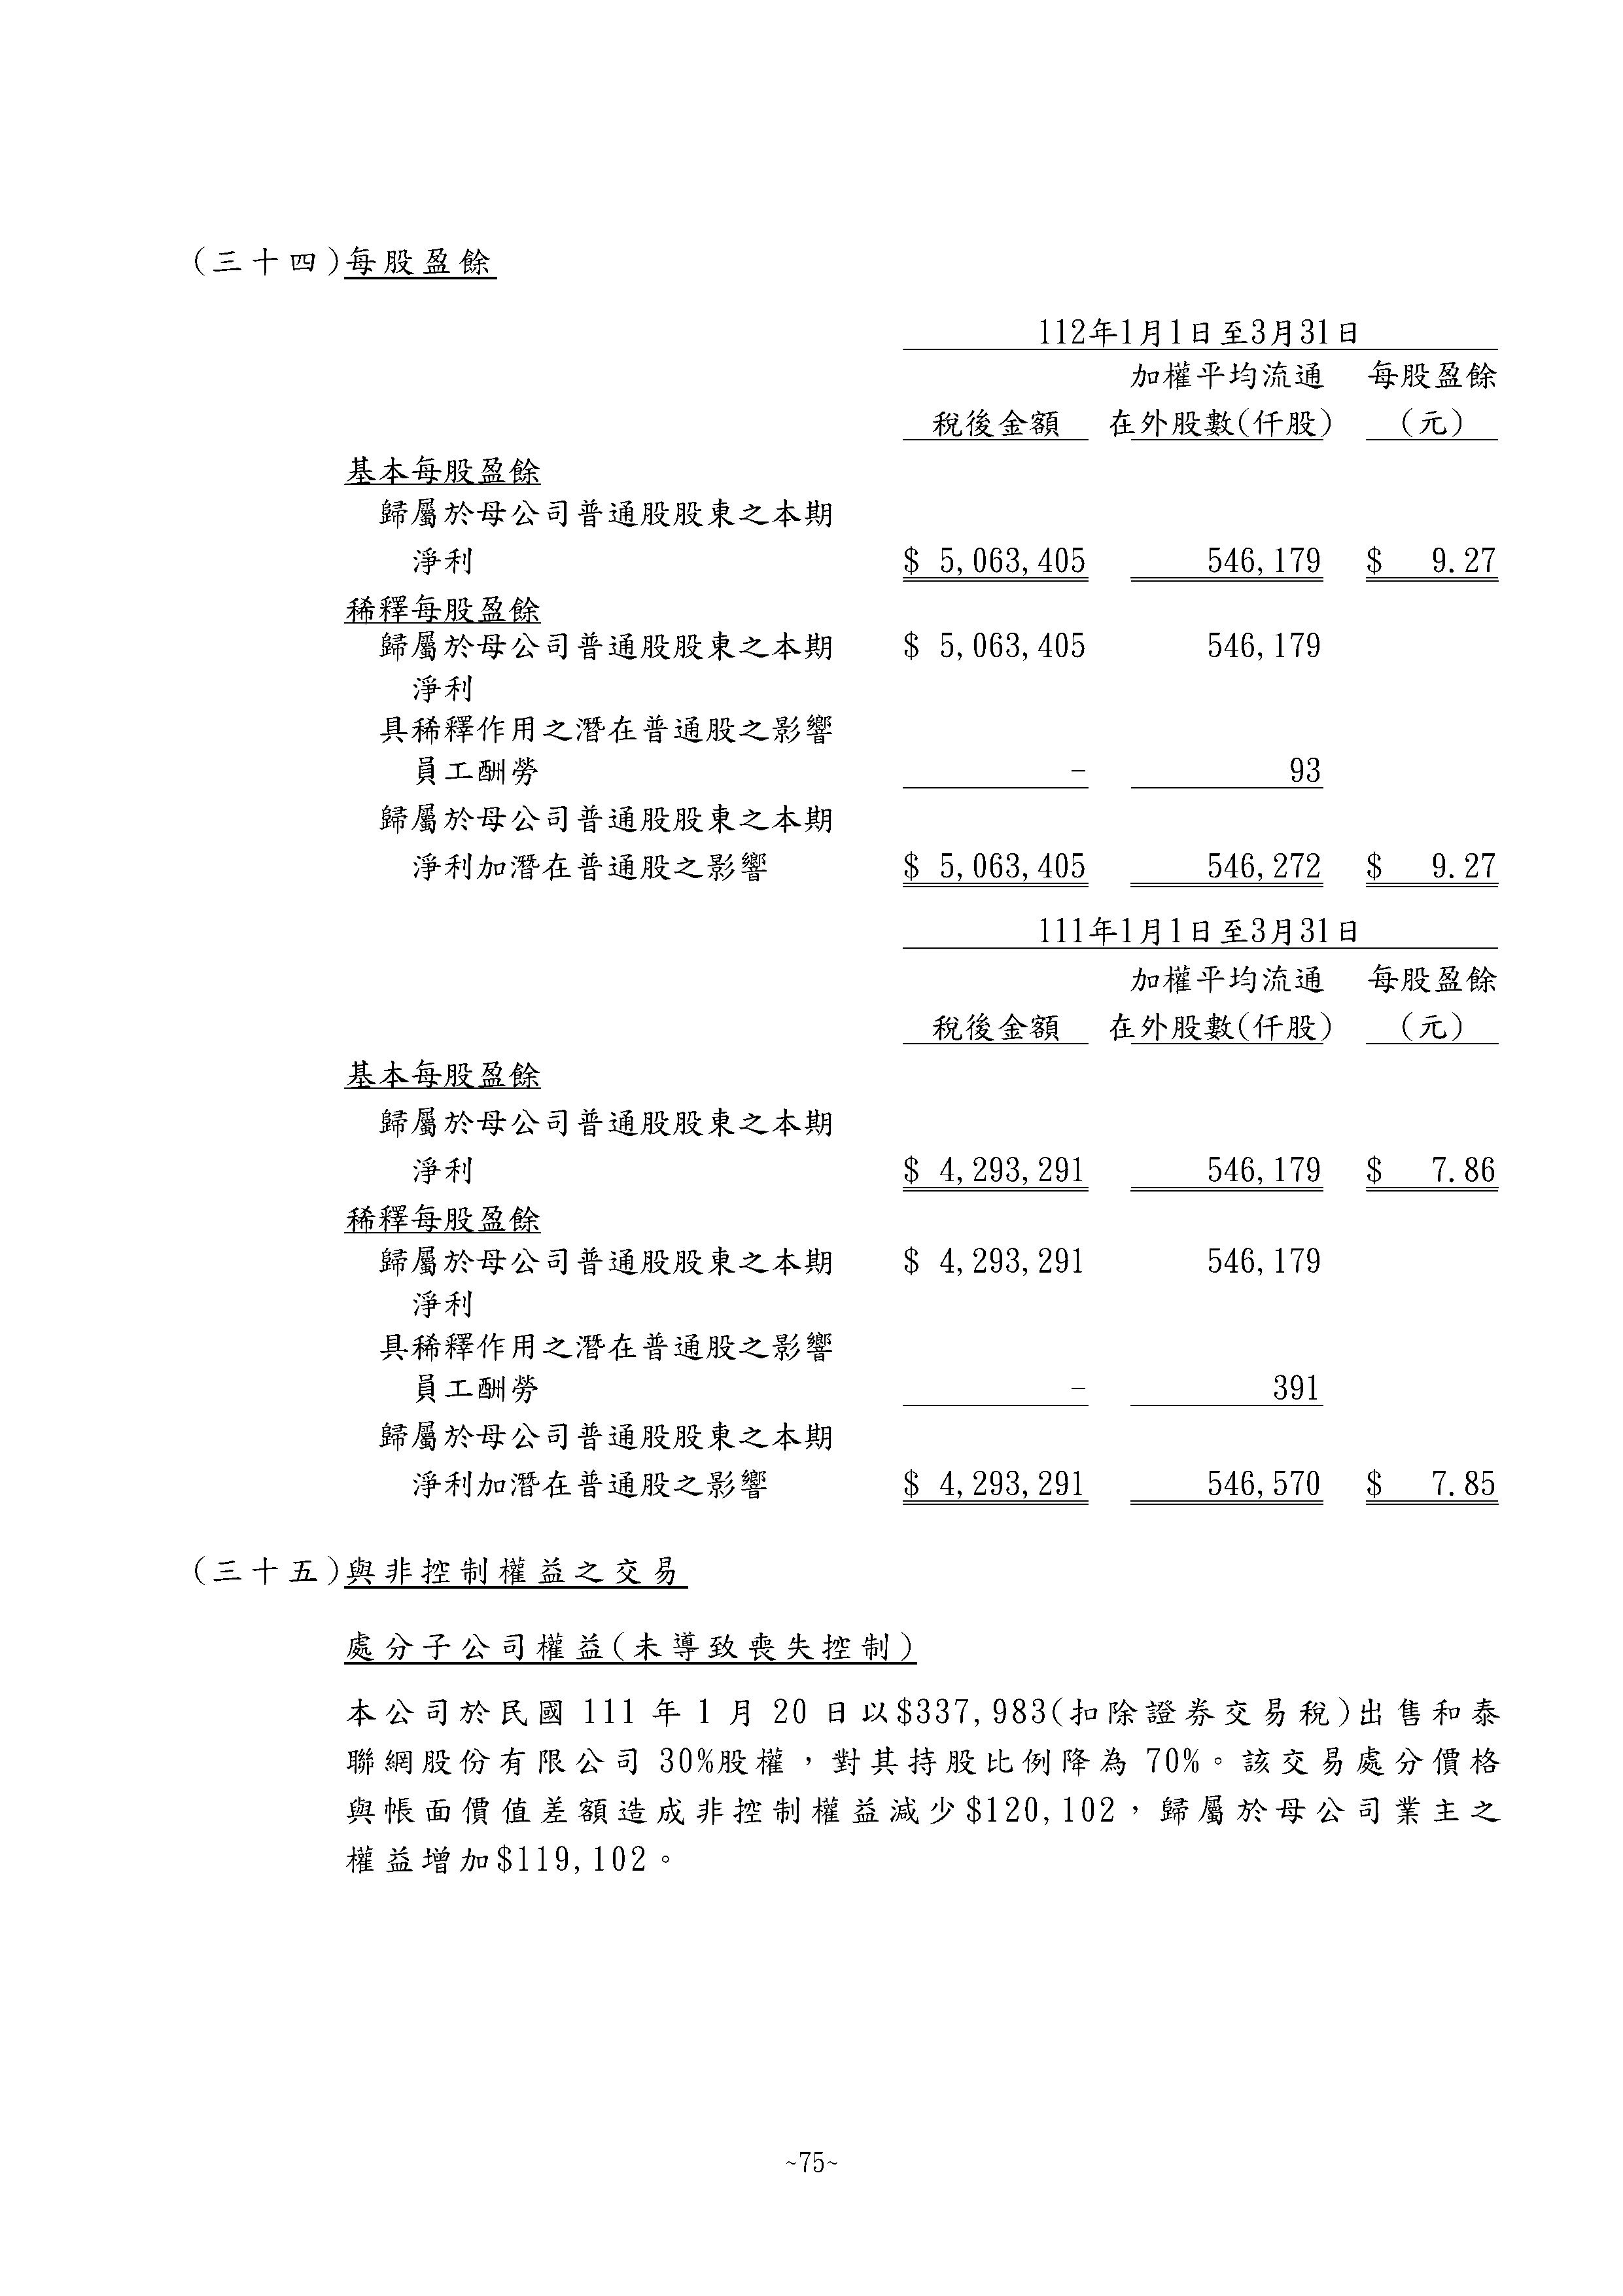 (三十四)每股盈餘
112年1月1日至3月31日
加權平均流通 每股盈餘
稅後金額 在外股數(仟股) (元)
基本每股盈餘
歸屬於母公司普通股股東之本期
淨利 $ 5,063,405 546,179 $ 9.27
稀釋每股盈餘
歸屬於母公司普通股股東之本期 $ 5,063,405 546,179
淨利
具稀釋作用之潛在普通股之影響
員工酬勞 - 93
歸屬於母公司普通股股東之本期
淨利加潛在普通股之影響 $ 5,063,405 546,272 $ 9.27
111年1月1日至3月31日
加權平均流通 每股盈餘
稅後金額 在外股數(仟股) (元)
基本每股盈餘
歸屬於母公司普通股股東之本期
淨利 $ 4,293,291 546,179 $ 7.86
稀釋每股盈餘
歸屬於母公司普通股股東之本期 $ 4,293,291 546,179
淨利
具稀釋作用之潛在普通股之影響
員工酬勞 - 391
歸屬於母公司普通股股東之本期
淨利加潛在普通股之影響 $ 4,293,291 546,570 $ 7.85
(三十五)與非控制權益之交易
處分子公司權益(未導致喪失控制)
本公司於民國 111 年 1 月 20 日以$337,983(扣除證券交易稅)出售和泰
聯網股份有限公司 30%股權,對其持股比例降為 70%。該交易處分價格
與帳面價值差額造成非控制權益減少$120,102,歸屬於母公司業主之
權益增加$119,102。
~75~